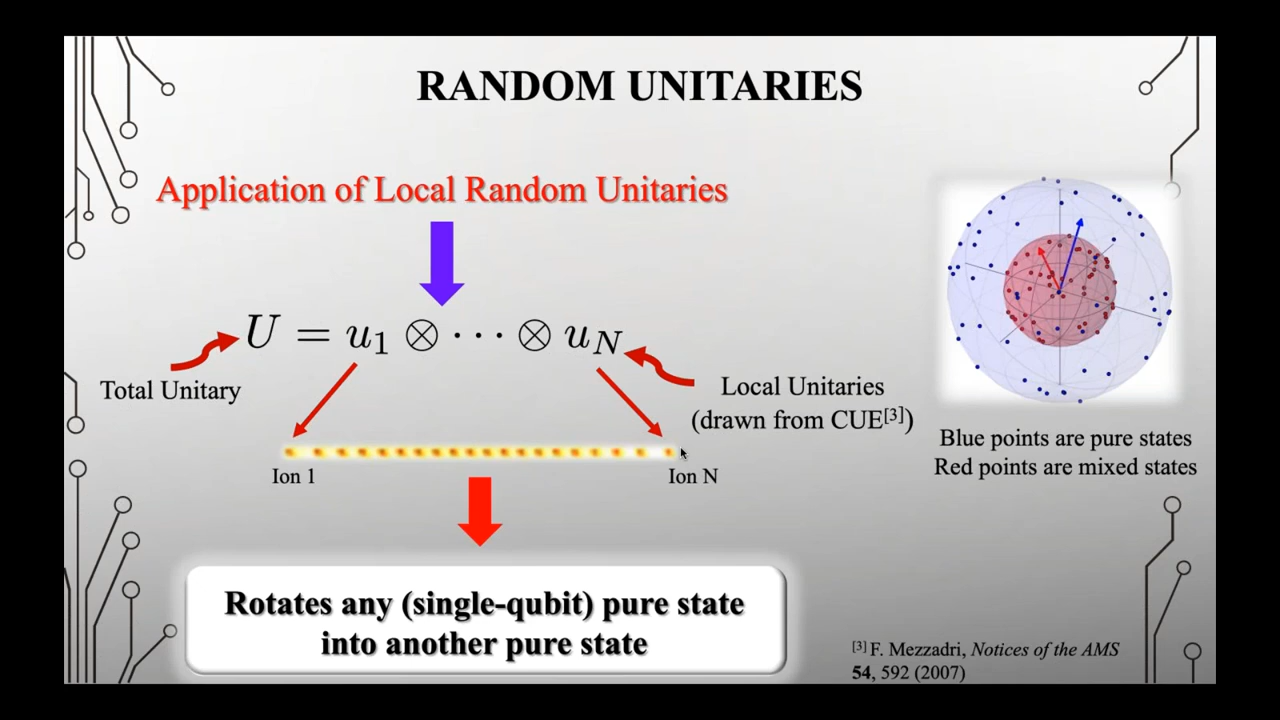 RANDOM UNITARIES
Application of Local Random Unitaries
U = u₁ ⊗ ··· ⊗ u_N
Total Unitary
Local Unitaries
(drawn from CUE[3])
Ion 1
Ion N
Rotates any (single-qubit) pure state
into another pure state
Blue points are pure states
Red points are mixed states
[3] F. Mezzadri, Notices of the AMS
54, 592 (2007)